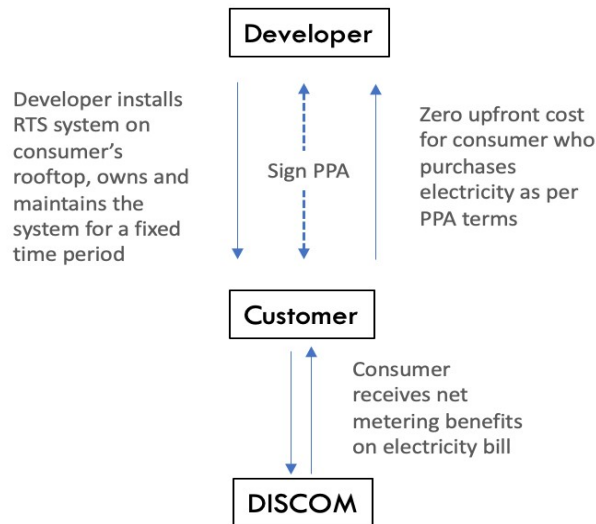 Developer
Developer installs
RTS system on
consumer's
rooftop, owns and
maintains the
system for a fixed
time period
Sign PPA
Zero upfront cost
for consumer who
purchases
electricity as per
PPA terms
Customer
Consumer
receives net
metering benefits
on electricity bill
DISCOM